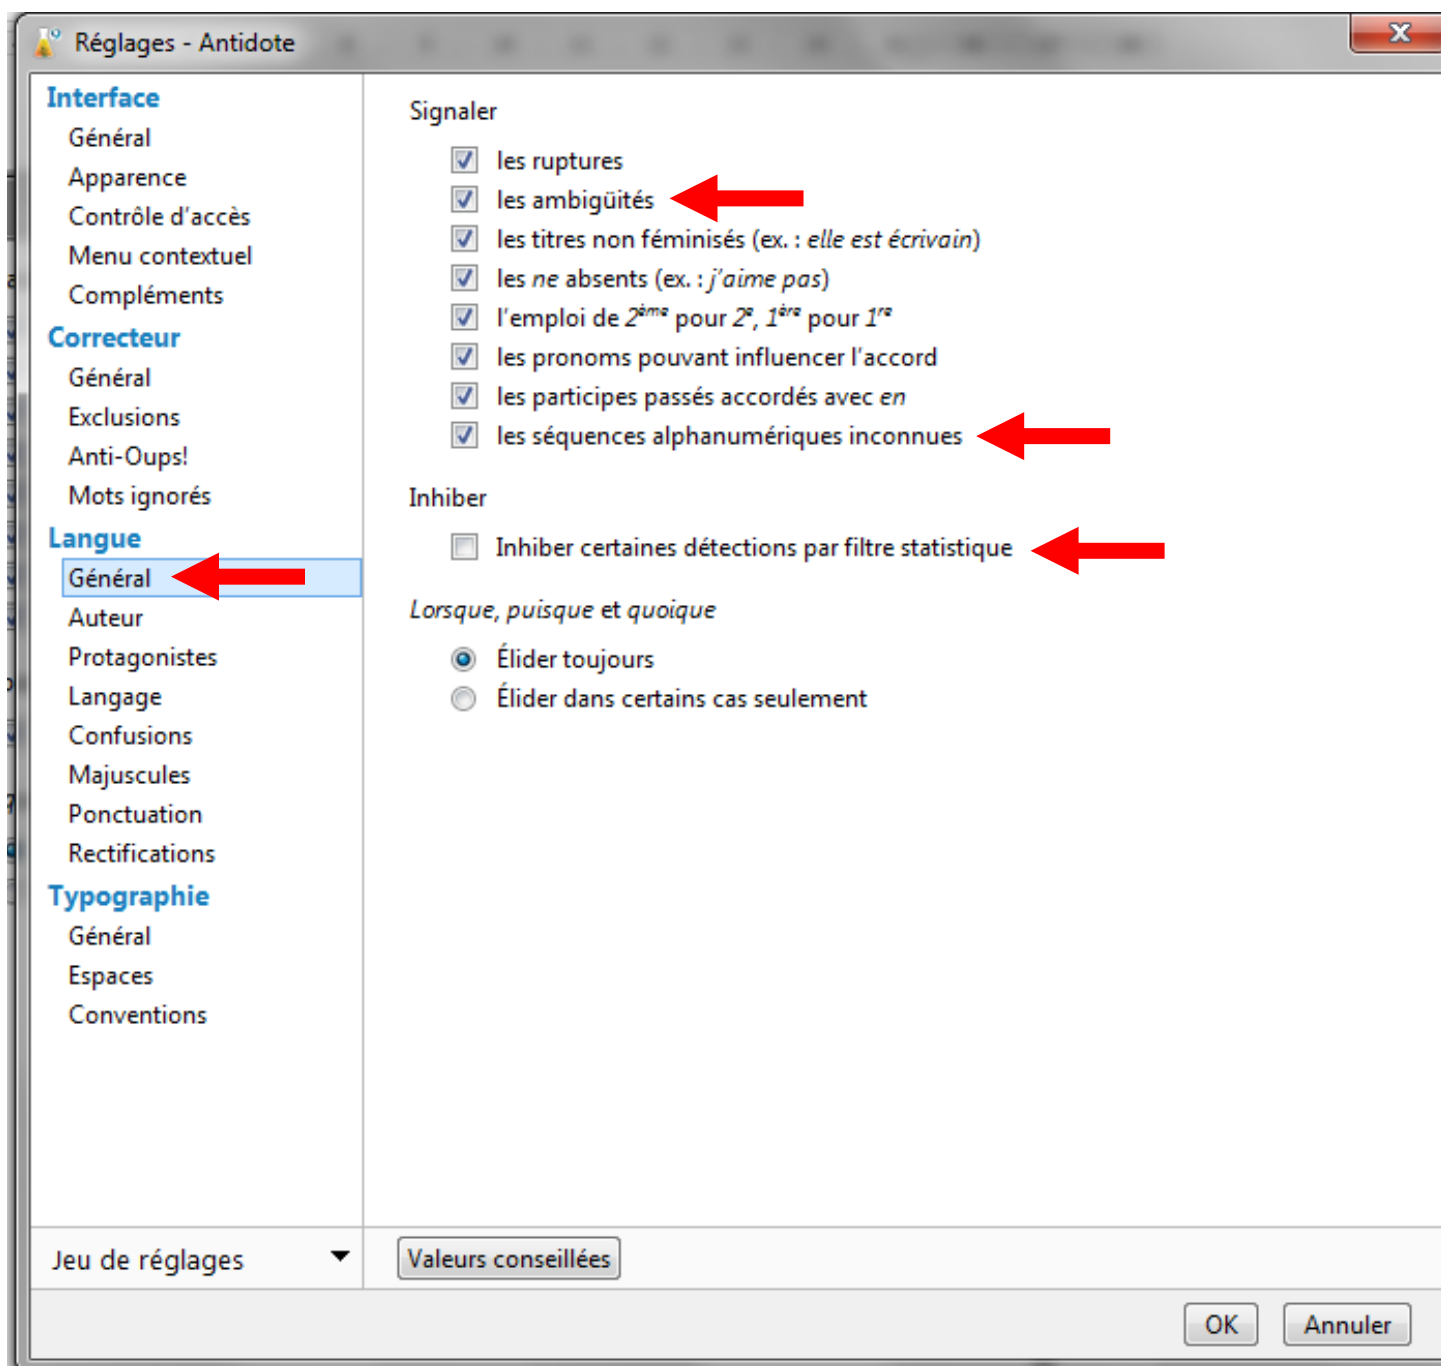 Réglages - Antidote
x
Interface
Général
Apparence
Contrôle d'accès
Menu contextuel
Compléments
Correcteur
Général
Exclusions
Anti-Oups!
Mots ignorés
Langue
Général
Auteur
Protagonistes
Langage
Confusions
Majuscules
Ponctuation
Rectifications
Typographie
Général
Espaces
Conventions
Jeu de réglages
Signaler
les ruptures
les ambigüités
les titres non féminisés (ex. : elle est écrivain)
les ne absents (ex. : j'aime pas)
l'emploi de 2ème pour 2e, 1ère pour 1re
les pronoms pouvant influencer l'accord
les participes passés accordés avec en
les séquences alphanumériques inconnues
Inhiber
Inhiber certaines détections par filtre statistique
Lorsque, puisque et quoique
Élider toujours
Élider dans certains cas seulement
Valeurs conseillées
OK
Annuler